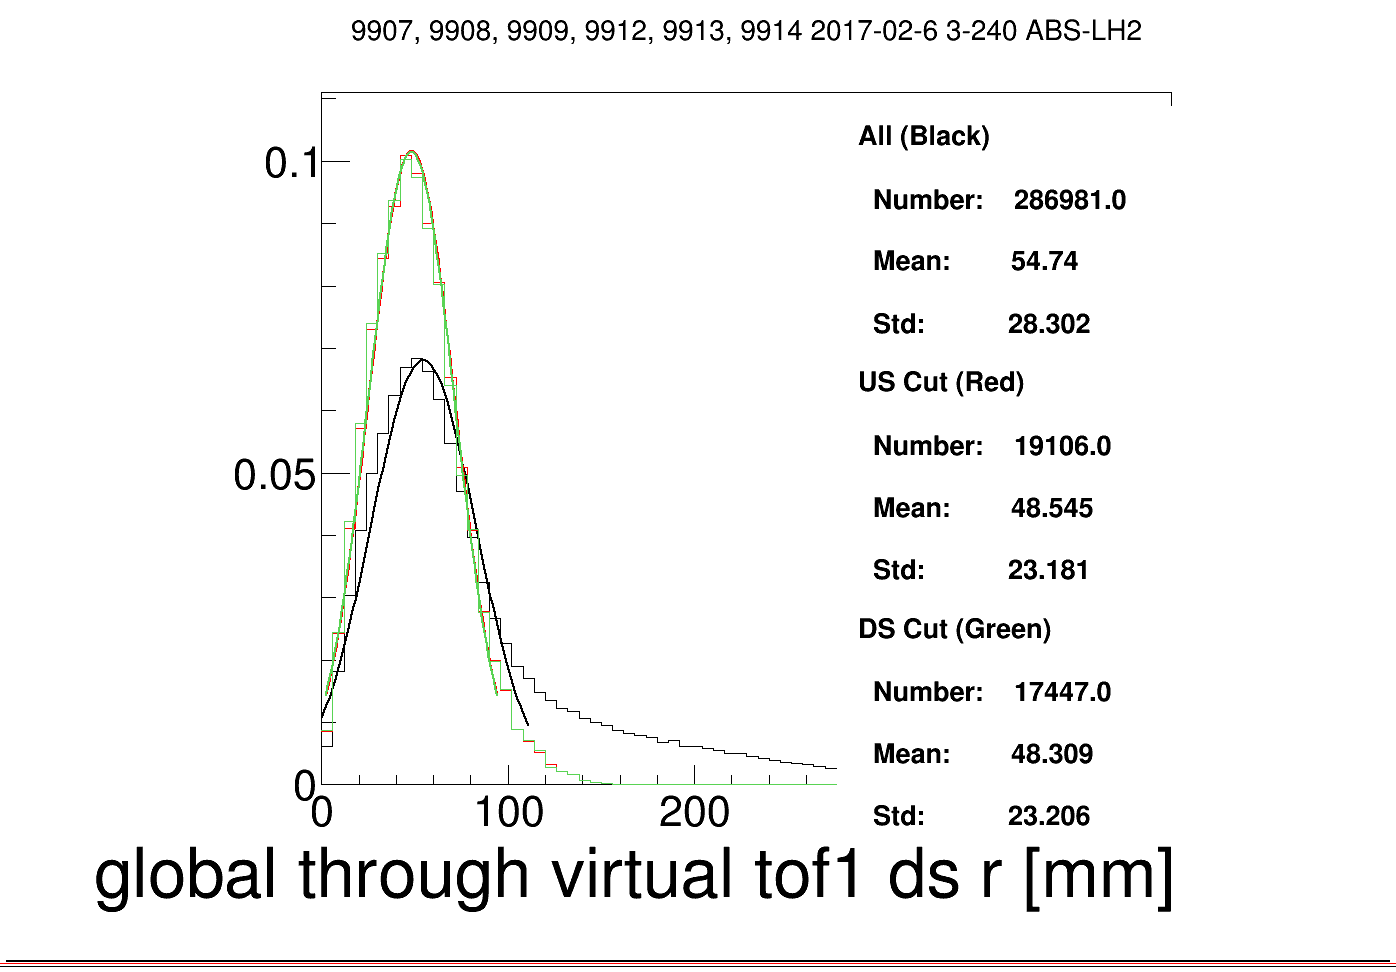 9907, 9908, 9909, 9912, 9913, 9914 2017-02-6 3-240 ABS-LH2
All (Black)
Number: 286981.0
Mean: 54.74
Std: 28.302
US Cut (Red)
Number: 19106.0
Mean: 48.545
Std: 23.181
DS Cut (Green)
Number: 17447.0
Mean: 48.309
Std: 23.206
0.1
0.05
0
0 100 200
global through virtual tof1 ds r [mm]